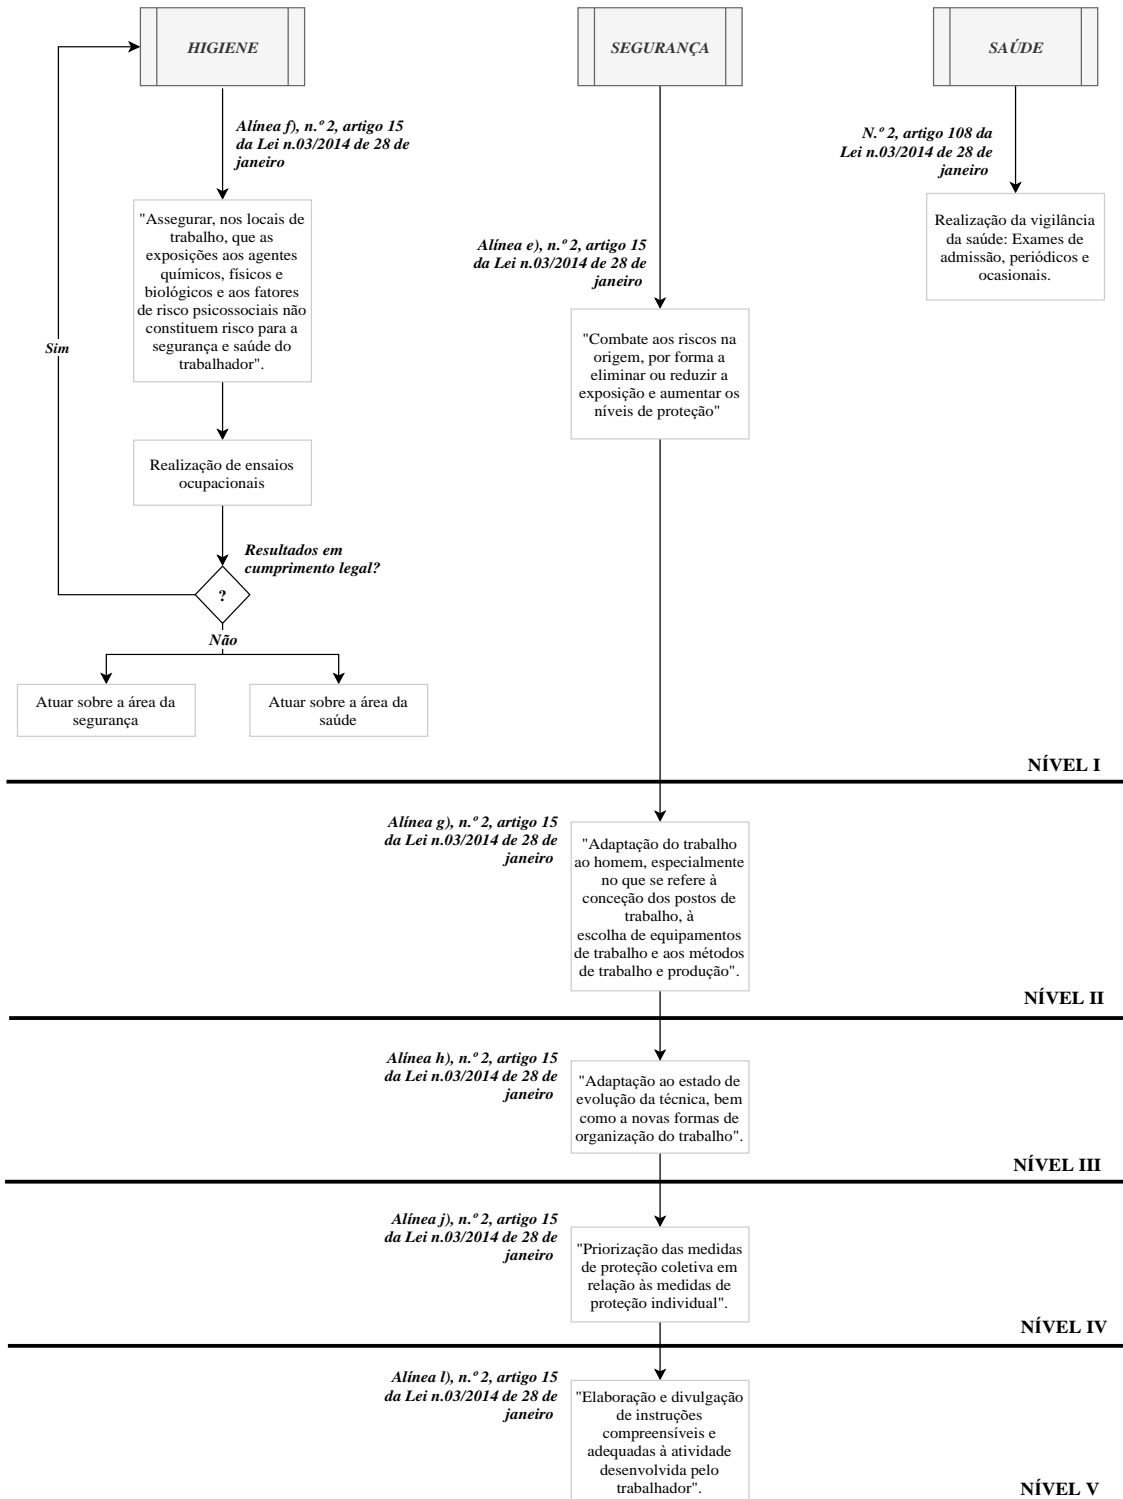 HIGIENE
Alínea f), n.º 2, artigo 15
da Lei n.03/2014 de 28 de
janeiro
"Assegurar, nos locais de
trabalho, que as
exposições aos agentes
químicos, físicos e
biológicos e aos fatores
de risco psicossociais não
constituem risco para a
segurança e saúde do
trabalhador".
Sim
Realização de ensaios
ocupacionais
Resultados em
cumprimento legal?
?
Não
Atuar sobre a área da
segurança
Atuar sobre a área da
saúde
SEGURANÇA
Alínea e), n.º 2, artigo 15
da Lei n.03/2014 de 28 de
janeiro
"Combate aos riscos na
origem, por forma a
eliminar ou reduzir a
exposição e aumentar os
níveis de proteção"
SAÚDE
N.º 2, artigo 108 da
Lei n.03/2014 de 28 de
janeiro
Realização da vigilância
da saúde: Exames de
admissão, periódicos e
ocasionais.
NÍVEL I
Alínea g), n.º 2, artigo 15
da Lei n.03/2014 de 28 de
janeiro
"Adaptação do trabalho
ao homem, especialmente
no que se refere à
conceção dos postos de
trabalho, à
escolha de equipamentos
de trabalho e aos métodos
de trabalho e produção".
NÍVEL II
Alínea h), n.º 2, artigo 15
da Lei n.03/2014 de 28 de
janeiro
"Adaptação ao estado de
evolução da técnica, bem
como a novas formas de
organização do trabalho".
NÍVEL III
Alínea j), n.º 2, artigo 15
da Lei n.03/2014 de 28 de
janeiro
"Priorização das medidas
de proteção coletiva em
relação às medidas de
proteção individual".
NÍVEL IV
Alínea l), n.º 2, artigo 15
da Lei n.03/2014 de 28 de
janeiro
"Elaboração e divulgação
de instruções
compreensíveis e
adequadas à atividade
desenvolvida pelo
trabalhador".
NÍVEL V